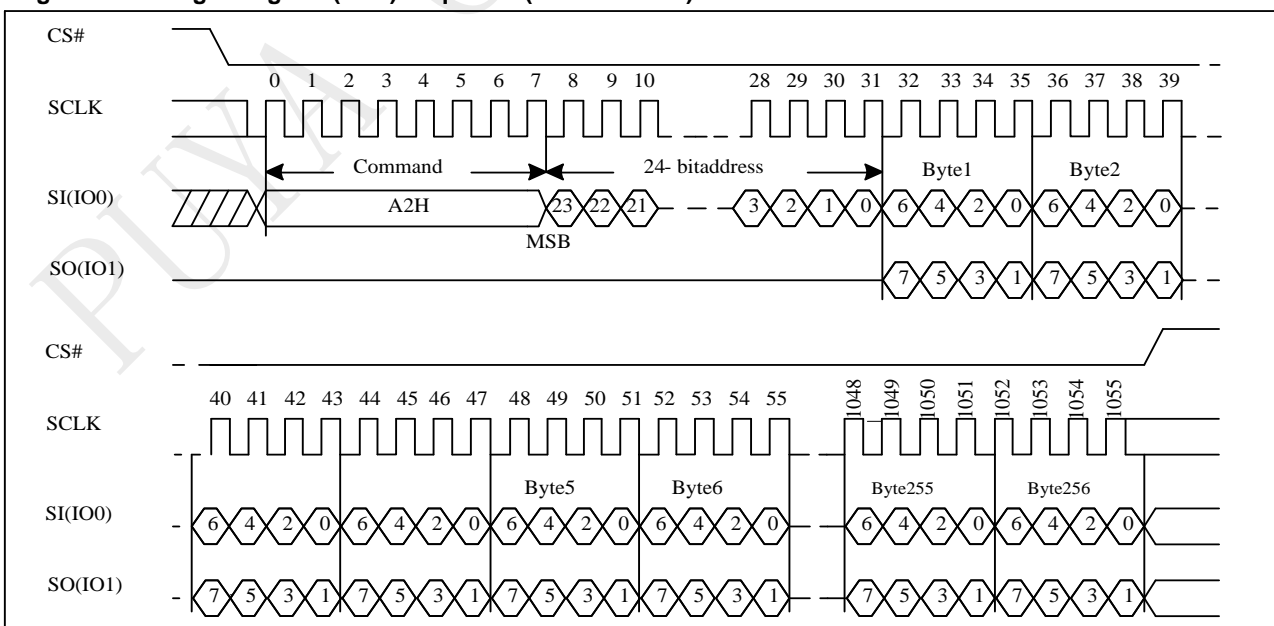 CS#
0 1 2 3 4 5 6 7 8 9 10 28 29 30 31 32 33 34 35 36 37 38 39
SCLK
Command 24- bitaddress Byte1 Byte2
SI(IO0) A2H 23 22 21 3 2 1 0 6 4 2 0 6 4 2 0
MSB
SO(IO1) 7 5 3 1 7 5 3 1
CS#
40 41 42 43 44 45 46 47 48 49 50 51 52 53 54 55 1048 1049 1050 1051 1052 1053 1054 1055
SCLK
Byte5 Byte6 Byte255 Byte256
SI(IO0) 6 4 2 0 6 4 2 0 6 4 2 0 6 4 2 0 6 4 2 0 6 4 2 0
SO(IO1) 7 5 3 1 7 5 3 1 7 5 3 1 7 5 3 1 7 5 3 1 7 5 3 1
PUYA